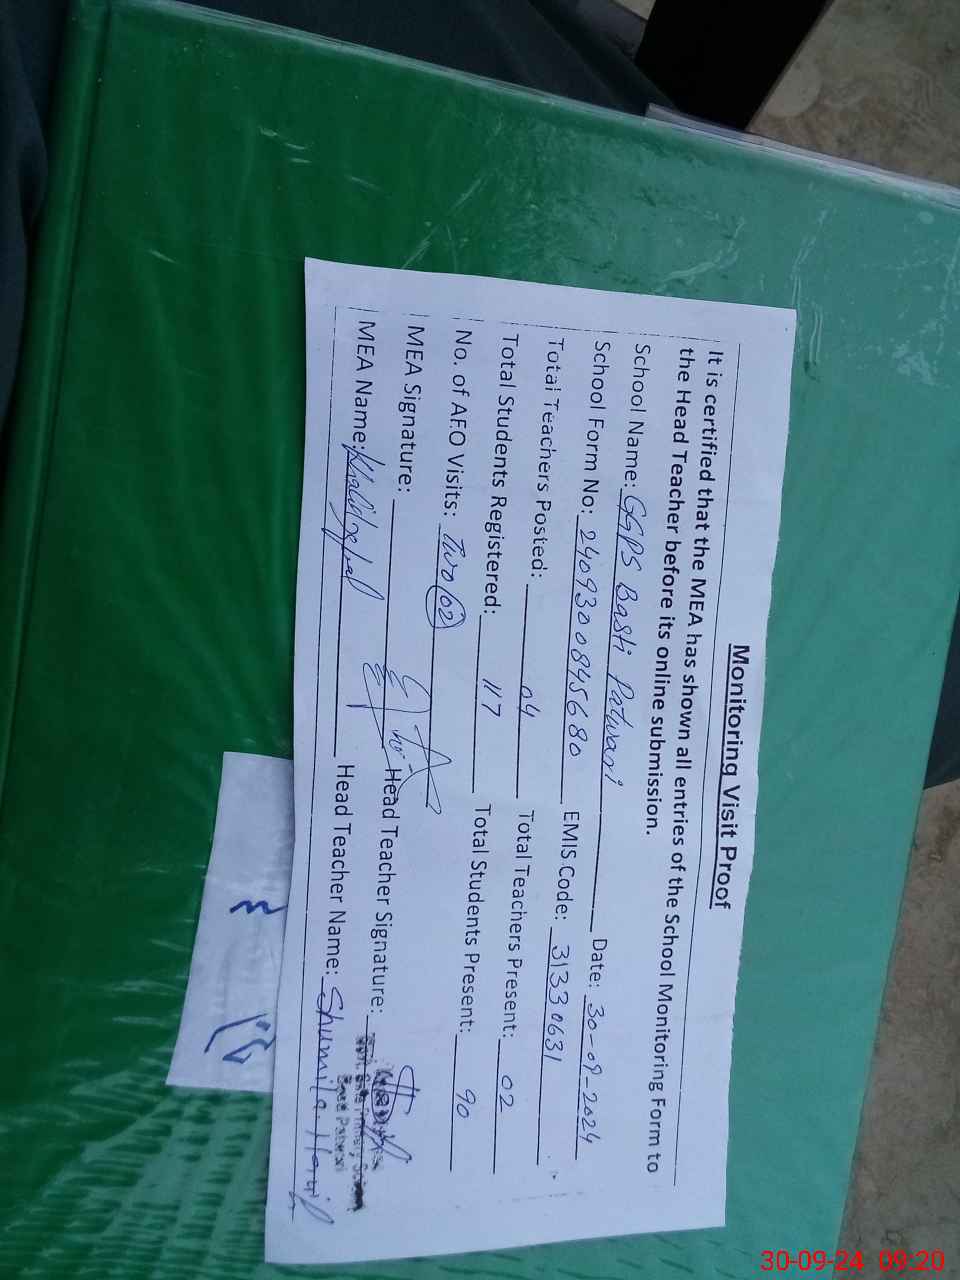 Monitoring Visit Proof
It is certified that the MEA has shown all entries of the School Monitoring Form to
the Head Teacher before its online submission.
School Name: GGPS Basti Patwari Date: 30-09-2024
School Form No: 2409300845680 EMIS Code: 31330631
Total Teachers Posted: 04 Total Teachers Present: 02
Total Students Registered: 117 Total Students Present: 90
No. of AEO Visits: Two (02)
MEA Signature: Head Teacher Signature:
MEA Name: Khalid Iqbal Head Teacher Name: Shumila Hanif
30-09-24 09:20